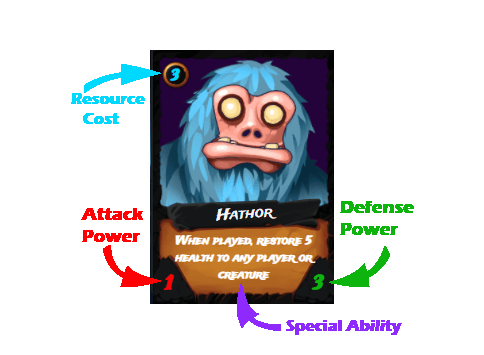 3
Resource
Cost
Hathor
Attack
Power
Defense
Power
When played, restore 5
health to any player or
creature
1
3
Special Ability